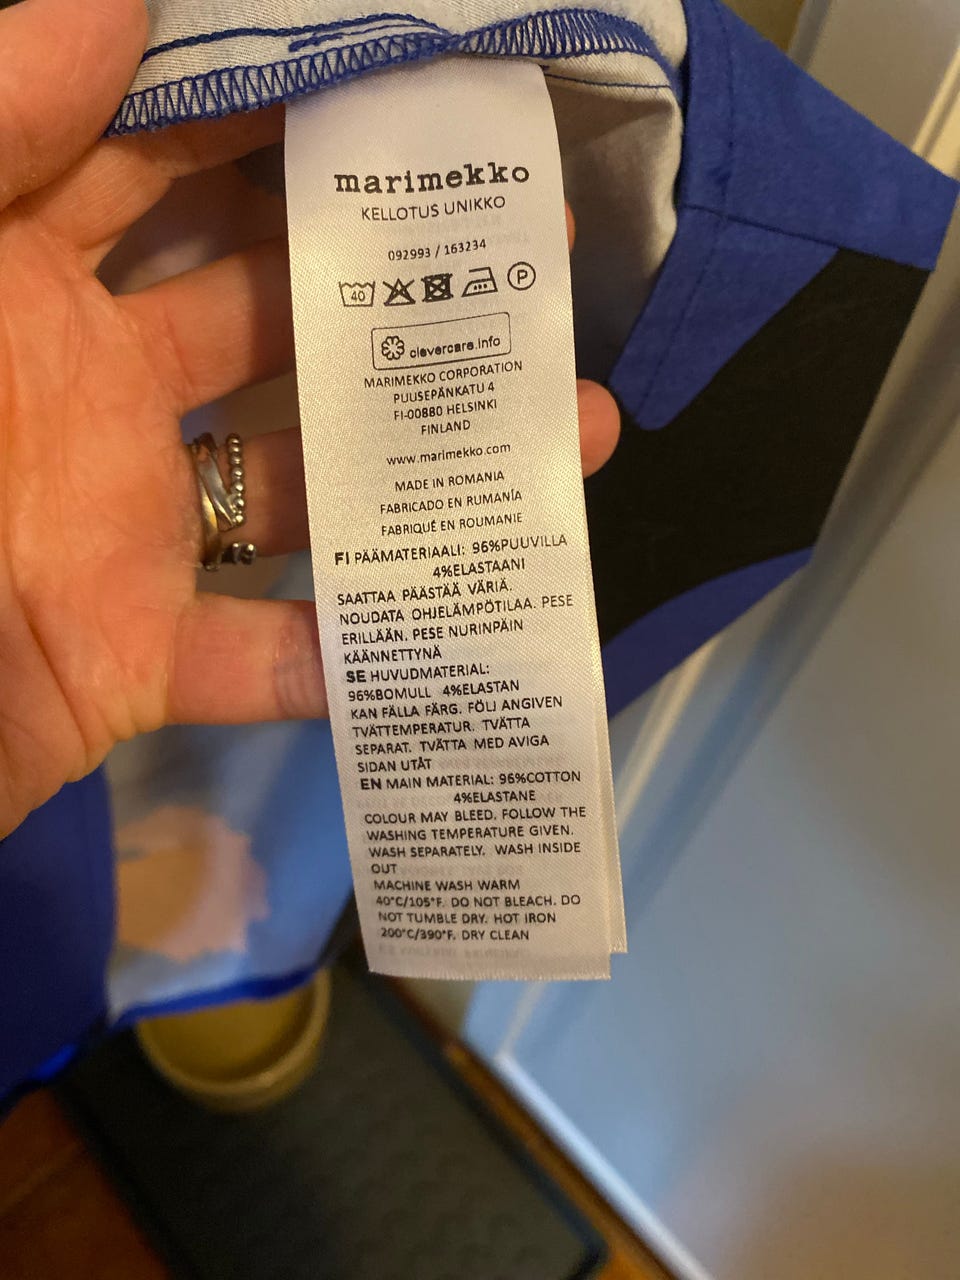 marimekko
KELLOTUS UNIKKO
092993 / 163234
40
P
clevercare.info
MARIMEKKO CORPORATION
PUUSEPÄNKATU 4
FI-00880 HELSINKI
FINLAND
www.marimekko.com
MADE IN ROMANIA
FABRICADO EN RUMANÍA
FABRIQUÉ EN ROUMANIE
FI PÄÄMATERIAALI: 96%PUUVILLA
4%ELASTAANI
SAATTAA PÄÄSTÄÄ VÄRIÄ.
NOUDATA OHJELÄMPÖTILAA. PESE
ERILLÄÄN. PESE NURINPÄIN
KÄÄNNETTYNÄ
SE HUVUDMATERIAL:
96%BOMULL 4%ELASTAN
KAN FÄLLA FÄRG. FÖLJ ANGIVEN
TVÄTTEMPERATUR. TVÄTTA
SEPARAT. TVÄTTA MED AVIGA
SIDAN UTÅT
EN MAIN MATERIAL: 96%COTTON
4%ELASTANE
COLOUR MAY BLEED. FOLLOW THE
WASHING TEMPERATURE GIVEN.
WASH SEPARATELY. WASH INSIDE
OUT
MACHINE WASH WARM
40°C/105°F. DO NOT BLEACH. DO
NOT TUMBLE DRY. HOT IRON
200°C/390°F. DRY CLEAN